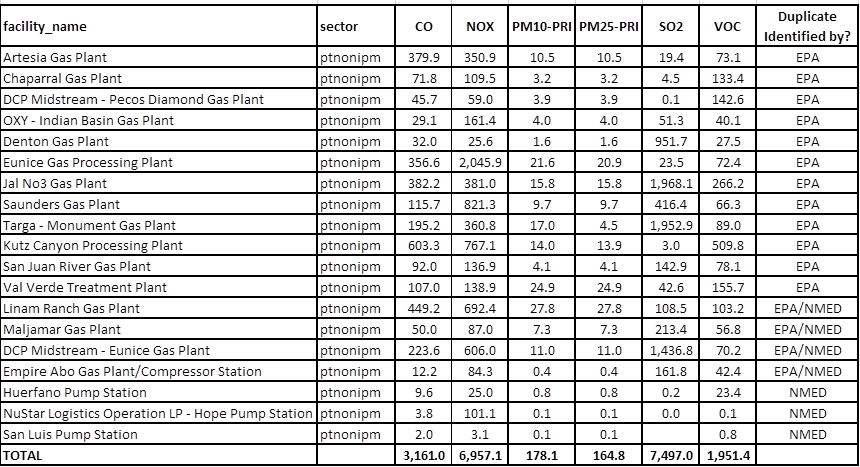 facility_name sector CO NOX PM10-PRI PM25-PRI SO2 VOC Duplicate Identified by?
Artesia Gas Plant ptnonipm 379.9 350.9 10.5 10.5 19.4 73.1 EPA
Chaparral Gas Plant ptnonipm 71.8 109.5 3.2 3.2 4.5 133.4 EPA
DCP Midstream - Pecos Diamond Gas Plant ptnonipm 45.7 59.0 3.9 3.9 0.1 142.6 EPA
OXY - Indian Basin Gas Plant ptnonipm 29.1 161.4 4.0 4.0 51.3 40.1 EPA
Denton Gas Plant ptnonipm 32.0 25.6 1.6 1.6 951.7 27.5 EPA
Eunice Gas Processing Plant ptnonipm 356.6 2,045.9 21.6 20.9 23.5 72.4 EPA
Jal No3 Gas Plant ptnonipm 382.2 381.0 15.8 15.8 1,968.1 266.2 EPA
Saunders Gas Plant ptnonipm 115.7 821.3 9.7 9.7 416.4 66.3 EPA
Targa - Monument Gas Plant ptnonipm 195.2 360.8 17.0 4.5 1,952.9 89.0 EPA
Kutz Canyon Processing Plant ptnonipm 603.3 767.1 14.0 13.9 3.0 509.8 EPA
San Juan River Gas Plant ptnonipm 92.0 136.9 4.1 4.1 142.9 78.1 EPA
Val Verde Treatment Plant ptnonipm 107.0 138.9 24.9 24.9 42.6 155.7 EPA
Linam Ranch Gas Plant ptnonipm 449.2 692.4 27.8 27.8 108.5 103.2 EPA/NMED
Maljamar Gas Plant ptnonipm 50.0 87.0 7.3 7.3 213.4 56.8 EPA/NMED
DCP Midstream - Eunice Gas Plant ptnonipm 223.6 606.0 11.0 11.0 1,436.8 70.2 EPA/NMED
Empire Abo Gas Plant/Compressor Station ptnonipm 12.2 84.3 0.4 0.4 161.8 42.4 EPA/NMED
Huerfano Pump Station ptnonipm 9.6 25.0 0.8 0.8 0.2 23.4 NMED
NuStar Logistics Operation LP - Hope Pump Station ptnonipm 3.8 101.1 0.1 0.1 0.0 0.1 NMED
San Luis Pump Station ptnonipm 2.0 3.1 0.1 0.1 0.8 NMED
TOTAL 3,161.0 6,957.1 178.1 164.8 7,497.0 1,951.4